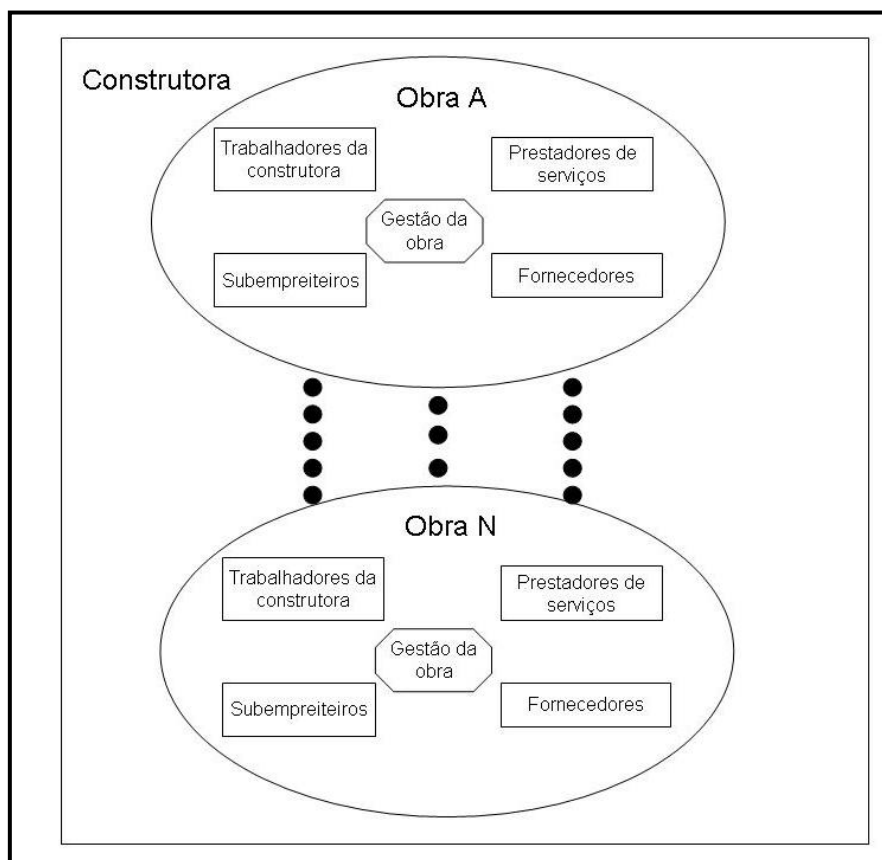 Construtora
Obra A
Trabalhadores da
construtora
Prestadores de
serviços
Gestão da
obra
Subempreiteiros
Fornecedores
Obra N
Trabalhadores da
construtora
Prestadores de
serviços
Gestão da
obra
Subempreiteiros
Fornecedores